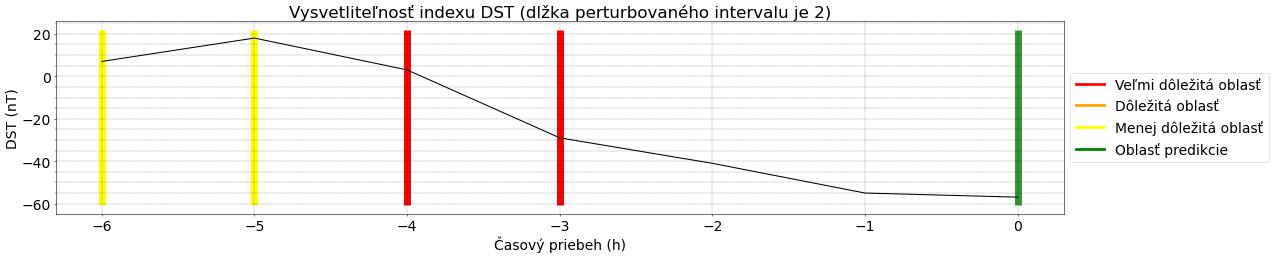 Vysvetliteľnosť indexu DST (dlžka perturbovaného intervalu je 2)
20
0
−20
−40
−60
DST (nT)
−6 −5 −4 −3 −2 −1 0
Časový priebeh (h)
Veľmi dôležitá oblasť
Dôležitá oblasť
Menej dôležitá oblasť
Oblasť predikcie